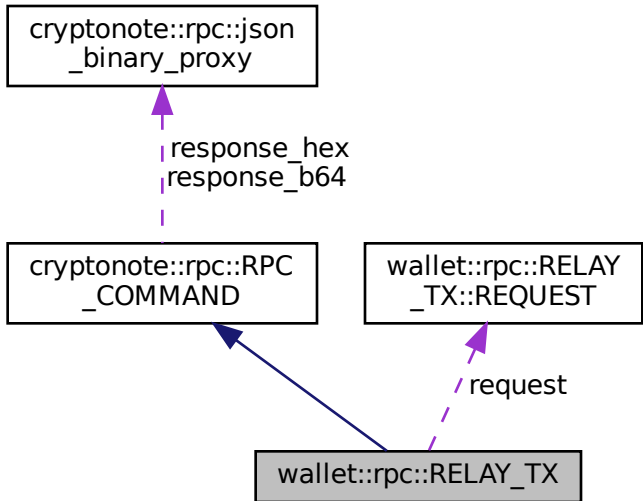 cryptonote::rpc::json
_binary_proxy
response_hex
response_b64
cryptonote::rpc::RPC
_COMMAND
wallet::rpc::RELAY
_TX::REQUEST
request
wallet::rpc::RELAY_TX